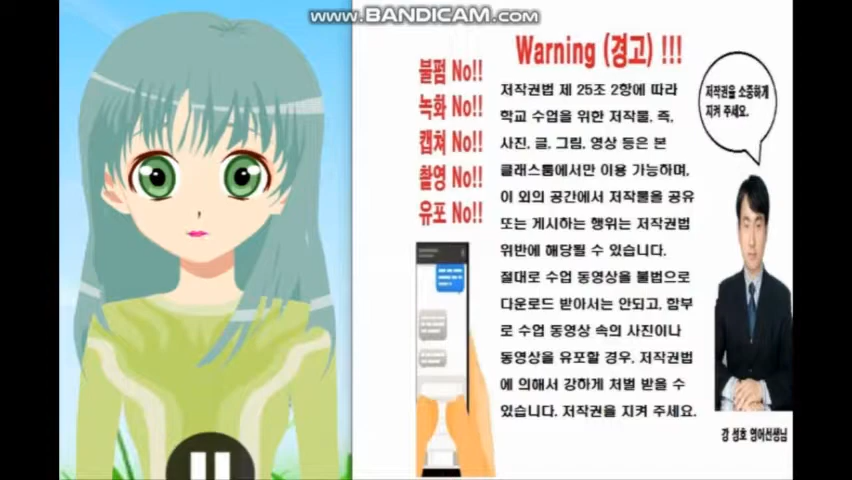 www.BANDICAM.com
Warning (경고) !!!
불펌 No!!
녹화 No!!
캡쳐 No!!
촬영 No!!
유포 No!!
저작권법 제 25조 2항에 따라
학교 수업을 위한 저작물, 즉,
사진, 글, 그림, 영상 등은 본
클래스룸에서만 이용 가능하며,
이 외의 공간에서 저작물을 공유
또는 게시하는 행위는 저작권법
위반에 해당될 수 있습니다.
절대로 수업 동영상을 불법으로
다운로드 받아서는 안되고, 함부
로 수업 동영상 속의 사진이나
동영상을 유포할 경우, 저작권법
에 의해서 강하게 처벌 받을 수
있습니다. 저작권을 지켜 주세요.
저작권을 소중하게
지켜 주세요.
강 성호 영어선생님